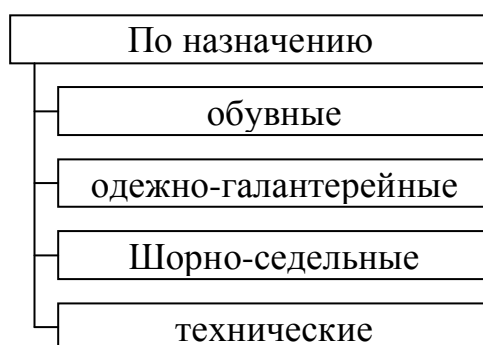 По назначению
обувные
одежно-галантерейные
Шорно-седельные
технические